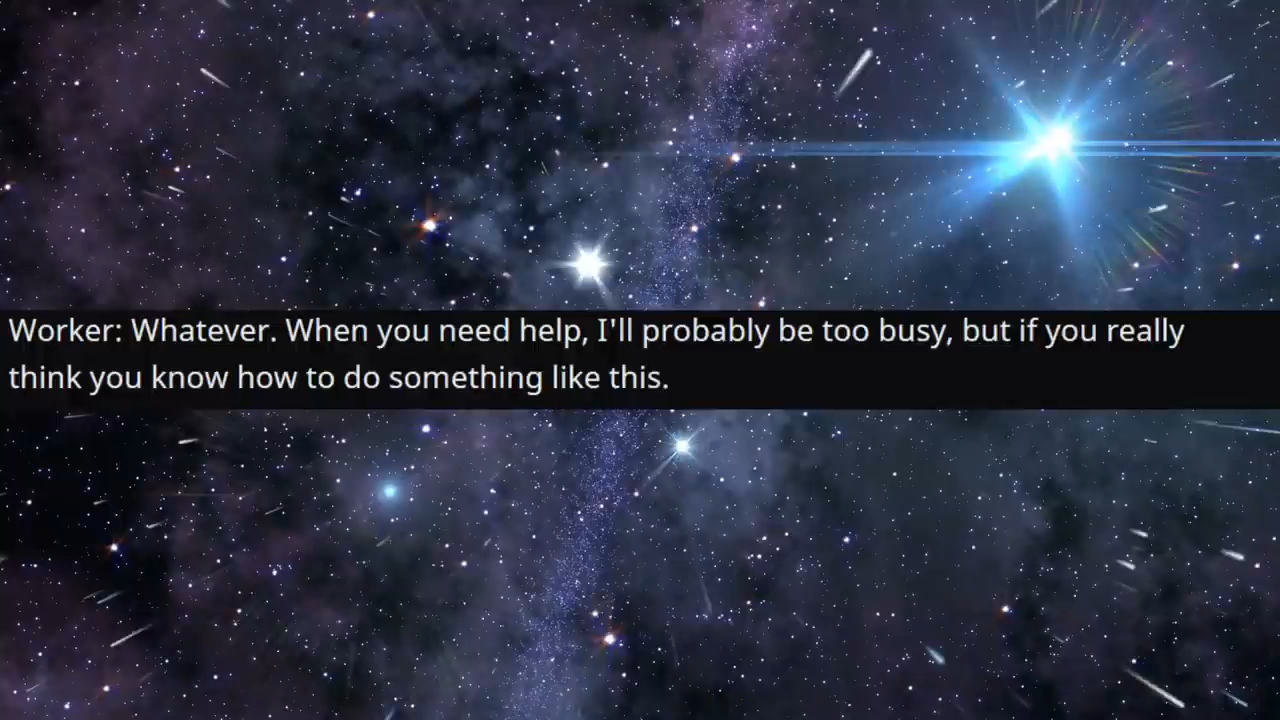 Worker: Whatever. When you need help, I'll probably be too busy, but if you really
think you know how to do something like this.